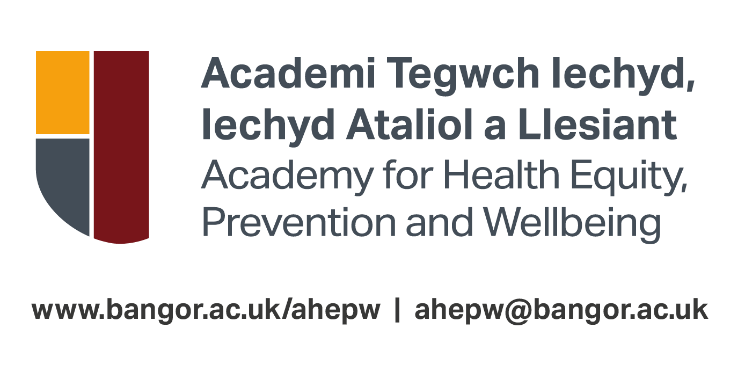 Academi Tegwch Iechyd,
Iechyd Ataliol a Llesiant
Academy for Health Equity,
Prevention and Wellbeing
www.bangor.ac.uk/ahepw | ahepw@bangor.ac.uk